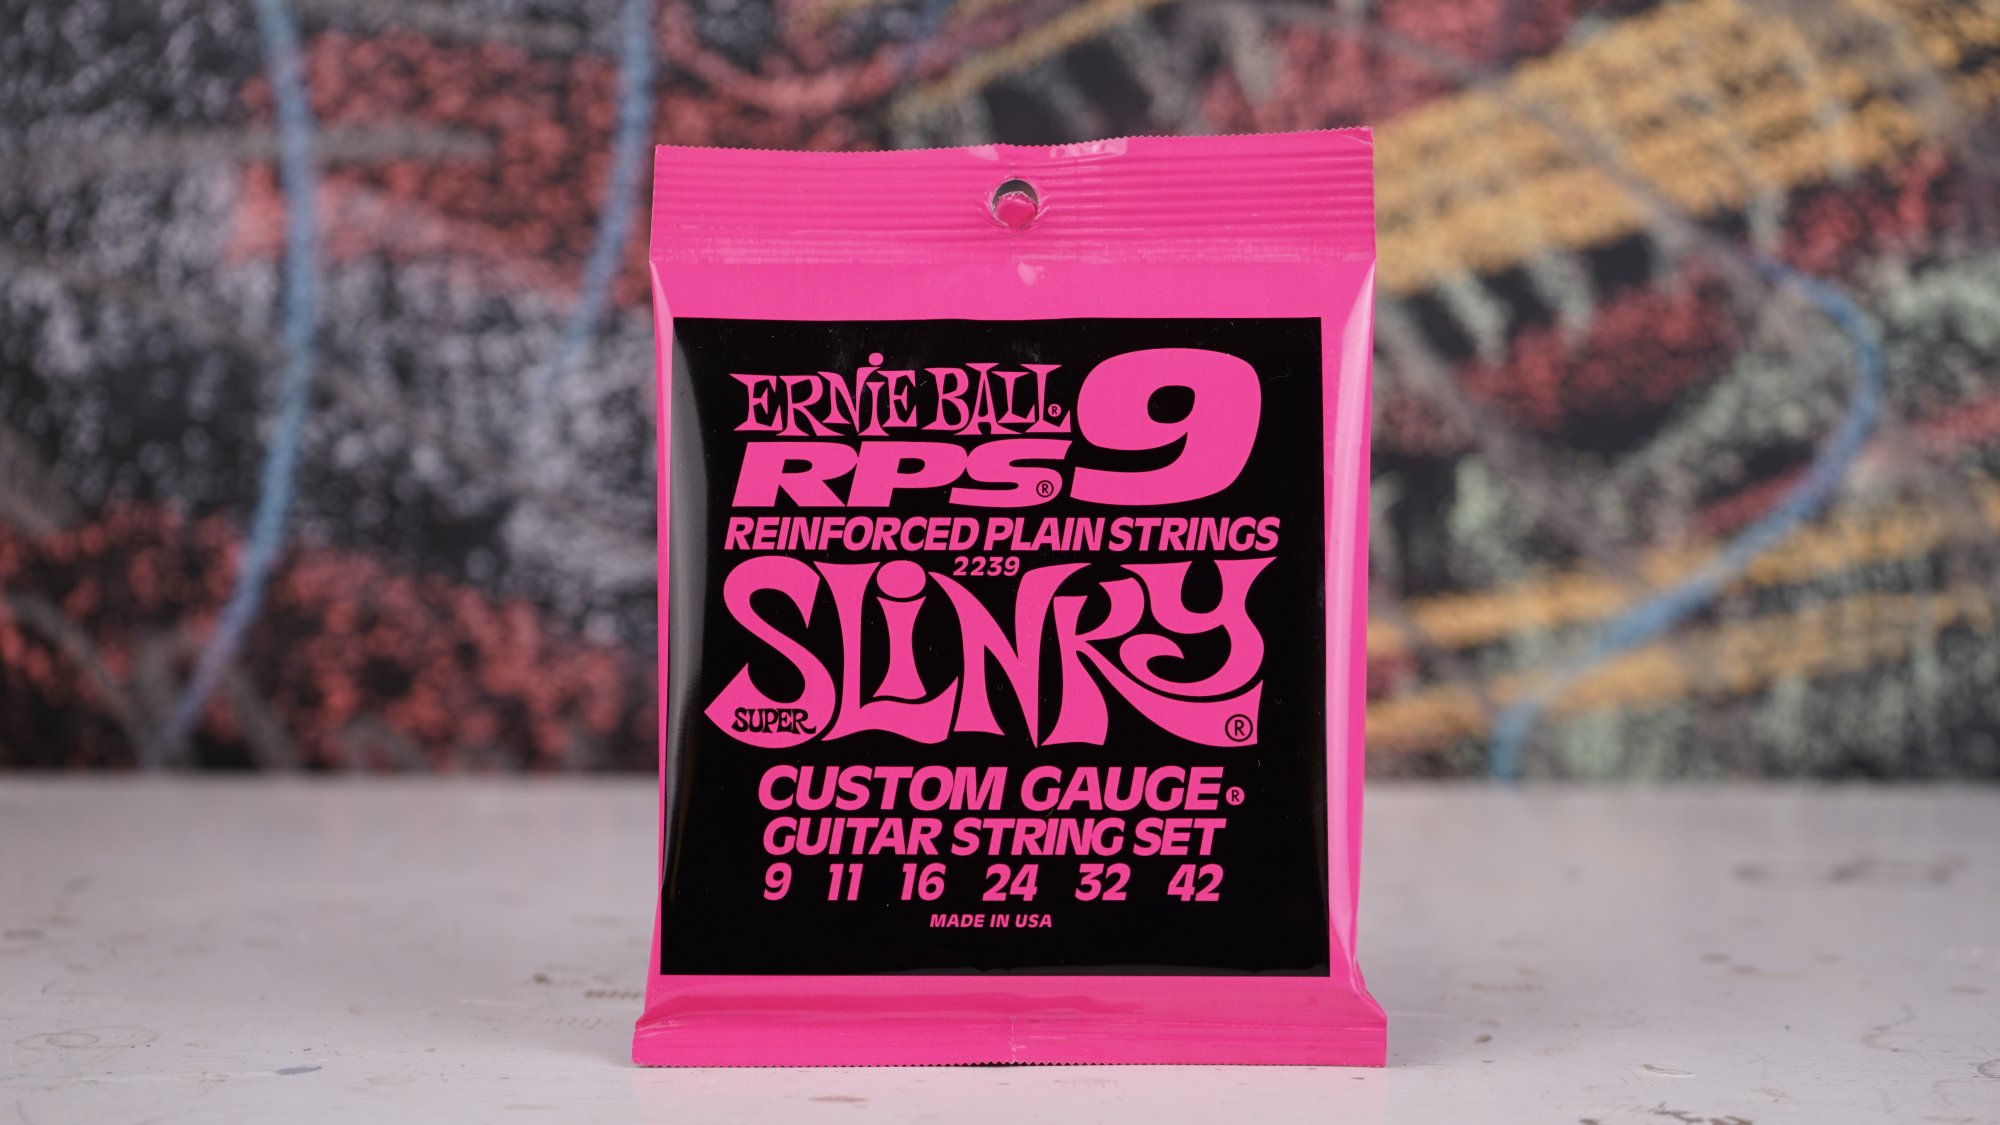 ERNIE BALL® 9
RPS®
REINFORCED PLAIN STRINGS
2239
SUPER SLINKY®
CUSTOM GAUGE®
GUITAR STRING SET
9 11 16 24 32 42
MADE IN USA